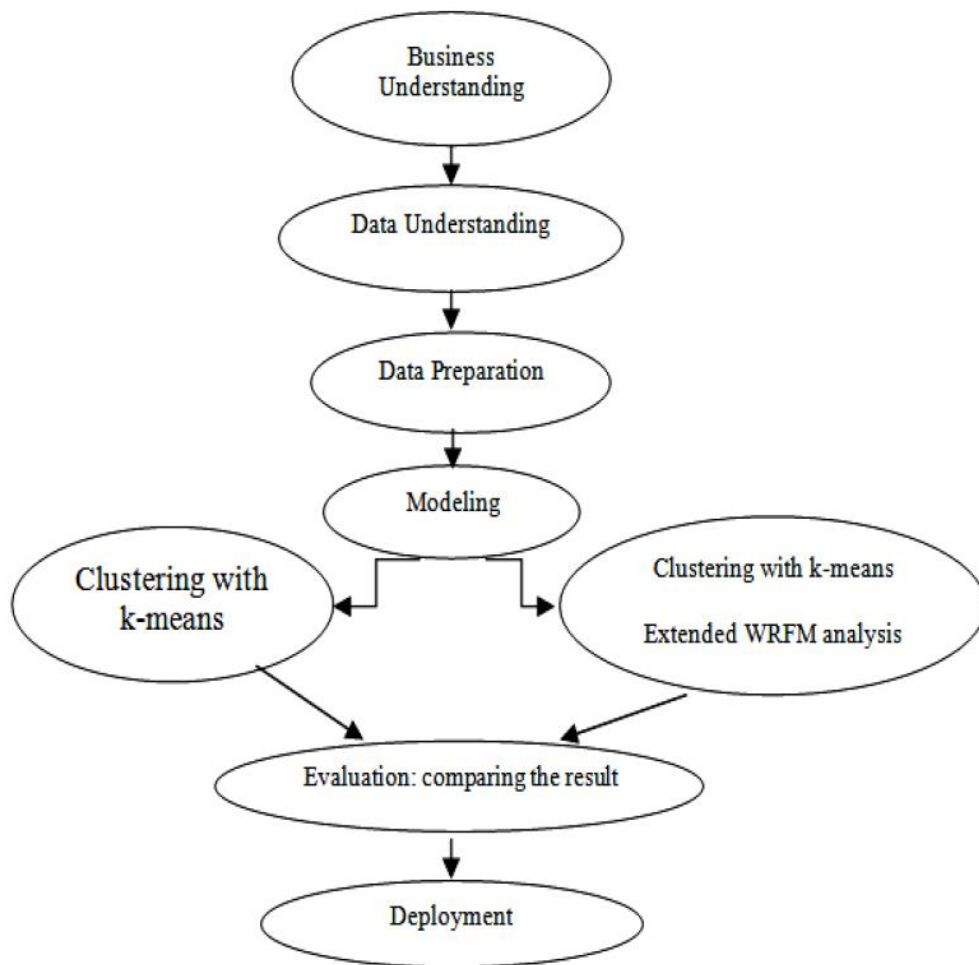 Business
Understanding
Data Understanding
Data Preparation
Modeling
Clustering with
k-means
Clustering with k-means
Extended WRFM analysis
Evaluation: comparing the result
Deployment